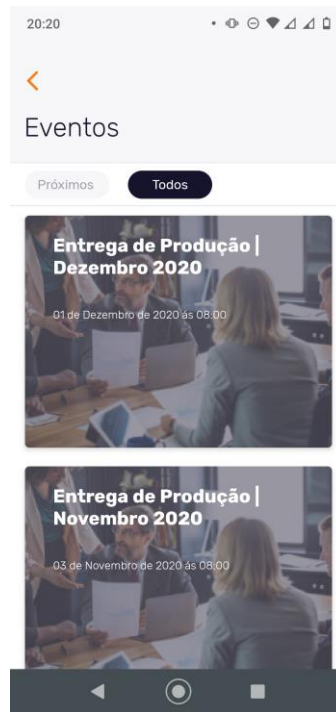 20:20
Eventos
Próximos Todos
Entrega de Produção |
Dezembro 2020
01 de Dezembro de 2020 ás 08:00
Entrega de Produção |
Novembro 2020
03 de Novembro de 2020 ás 08:00